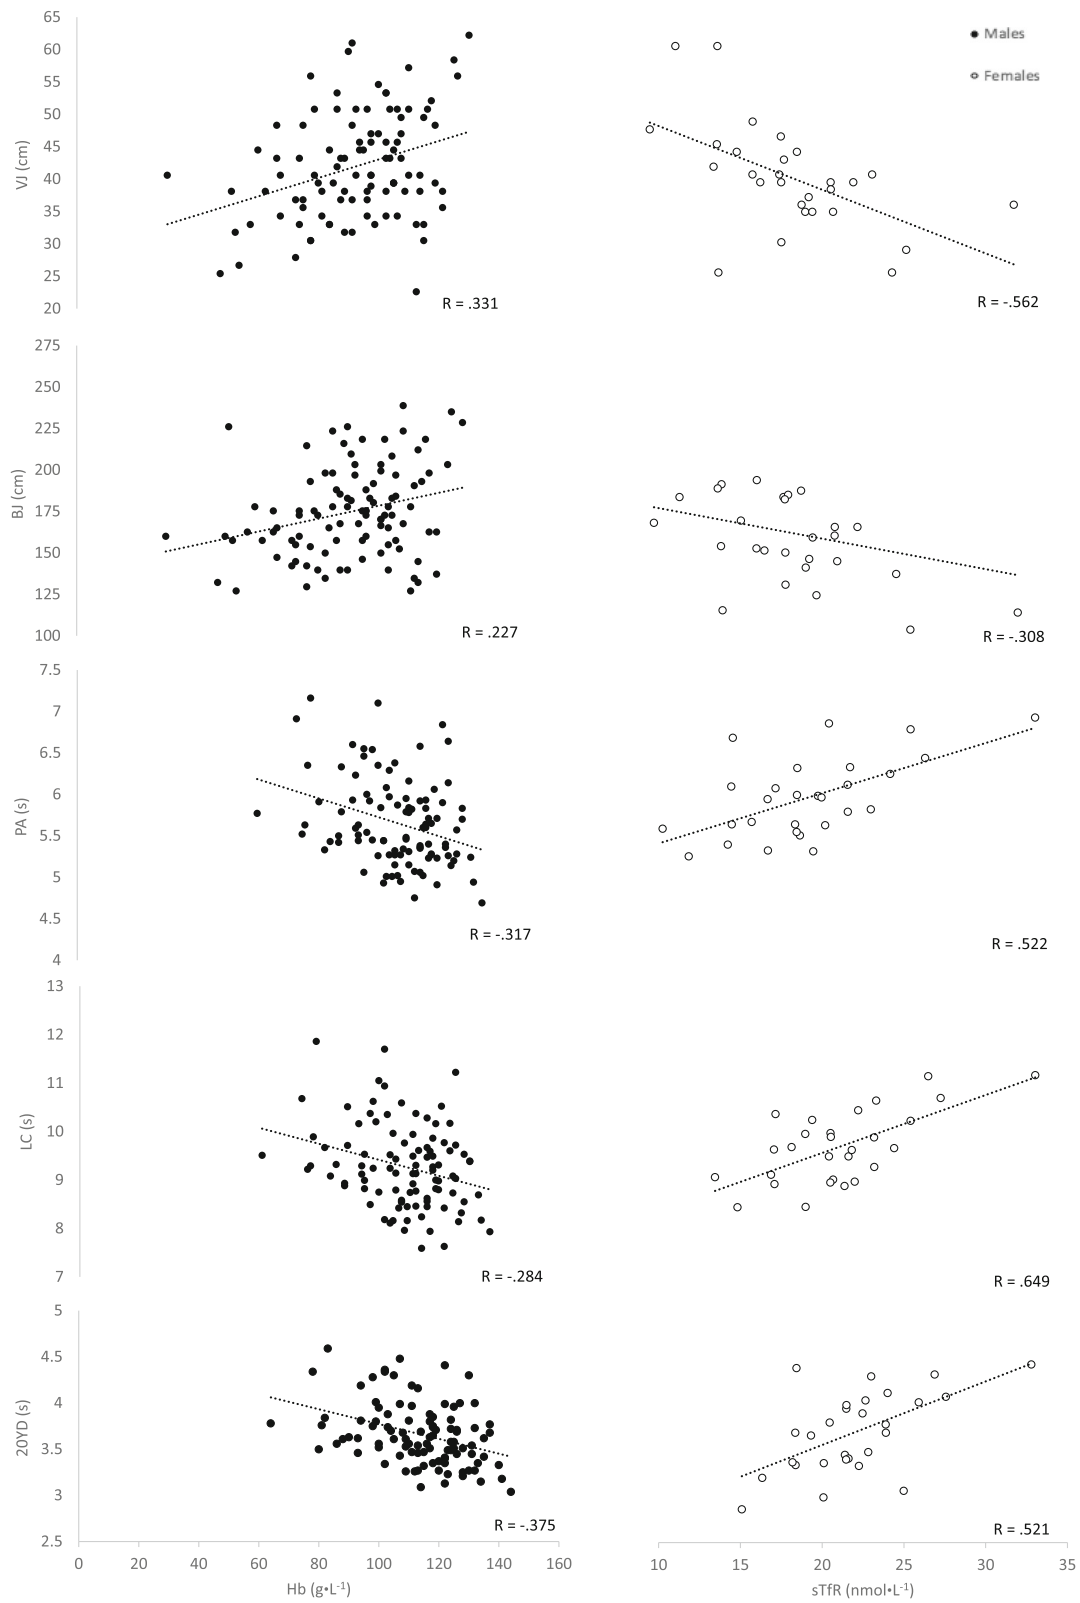 65
60
55
50
45
40
35
30
25
20
VJ (cm)
Males
Females
R = .331
R = -.562
275
250
225
200
175
150
125
100
BJ (cm)
R = .227
R = -.308
7.5
7
6.5
6
5.5
5
4.5
4
PA (s)
R = -.317
R = .522
13
12
11
10
9
8
7
LC (s)
R = -.284
R = .649
5
4.5
4
3.5
3
2.5
20YD (s)
R = -.375
R = .521
0 20 40 60 80 100 120 140 160
10 15 20 25 30 35
Hb (g•L⁻¹)
sTfR (nmol•L⁻¹)